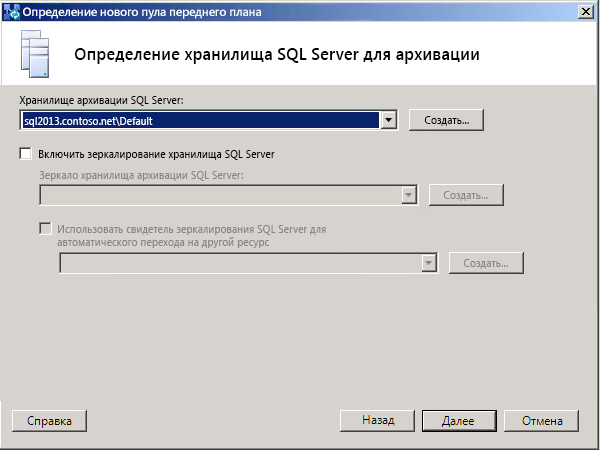 Определение нового пула переднего плана
Определение хранилища SQL Server для архивации
Хранилище архивации SQL Server:
sql2013.contoso.net\Default
Создать...
Включить зеркалирование хранилища SQL Server
Зеркало хранилища архивации SQL Server:
Создать...
Использовать свидетель зеркалирования SQL Server для
автоматического перехода на другой ресурс
Создать...
Справка
Назад
Далее
Отмена